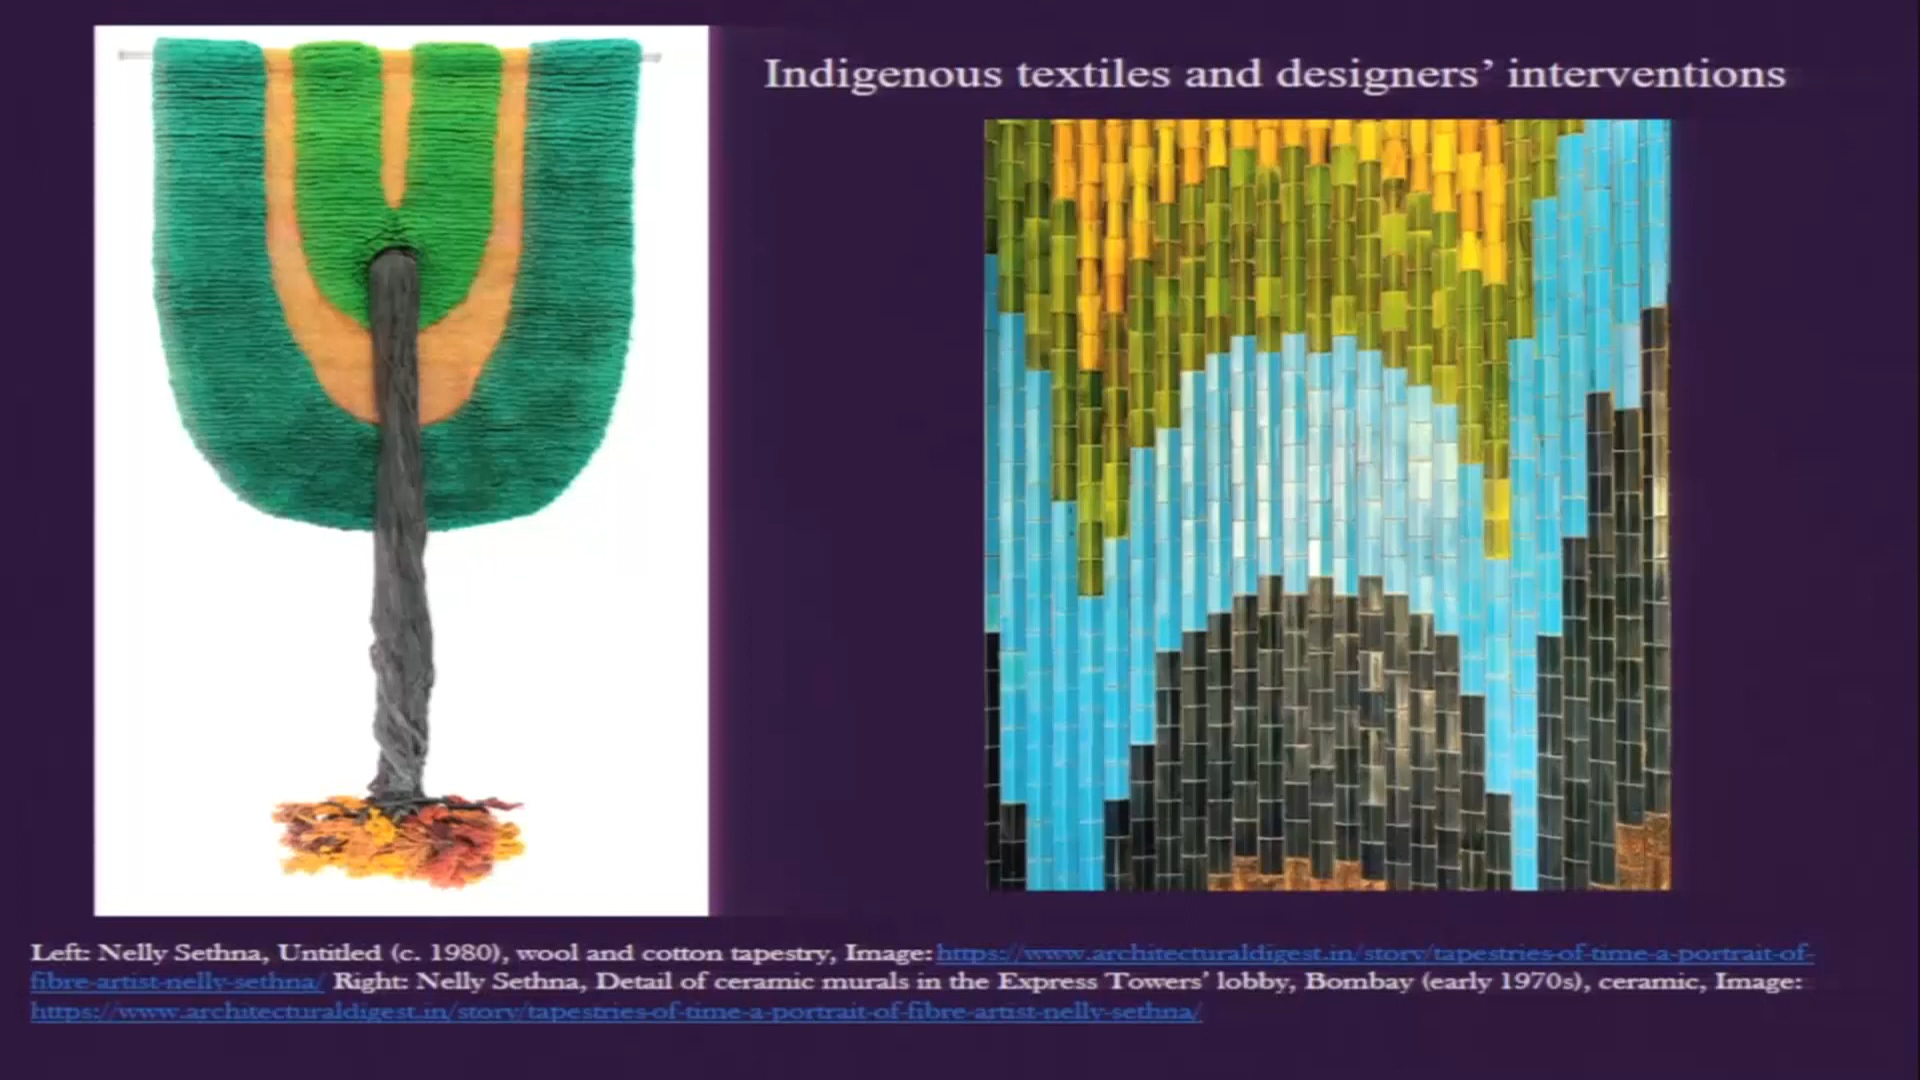 Indigenous textiles and designers’ interventions
Left: Nelly Sethna, Untitled (c. 1980), wool and cotton tapestry, Image: https://www.architecturaldigest.in/story/tapestries-of-time-a-portrait-of-
fibre-artist-nelly-sethna/ Right: Nelly Sethna, Detail of ceramic murals in the Express Towers’ lobby, Bombay (early 1970s), ceramic, Image:
https://www.architecturaldigest.in/story/tapestries-of-time-a-portrait-of-fibre-artist-nelly-sethna/